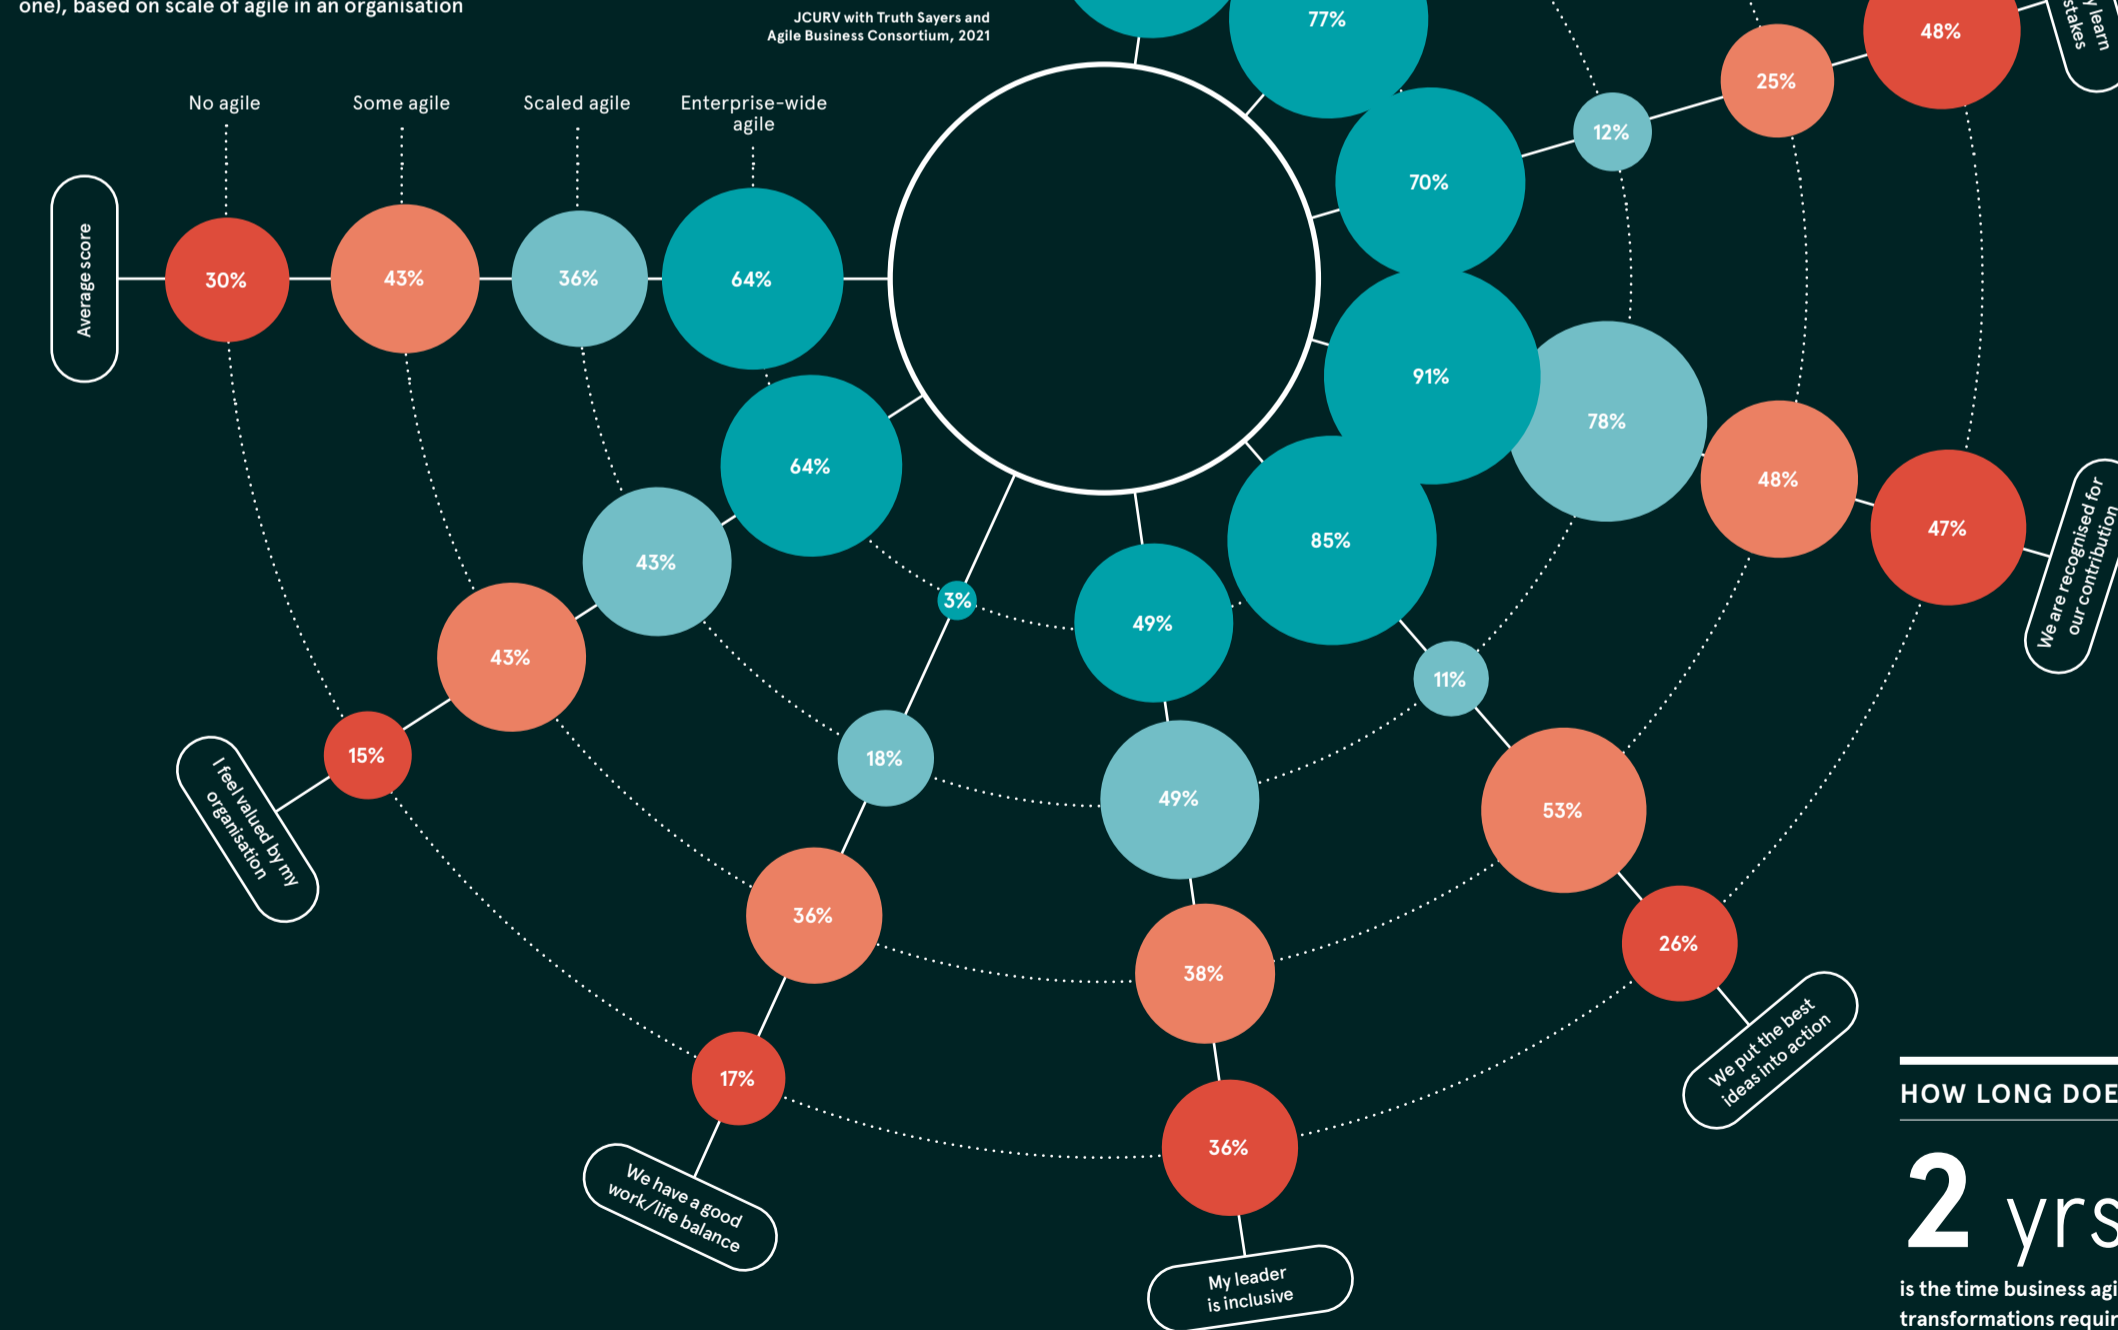 one), based on scale of agile in an organisation
JCURV with Truth Sayers and
Agile Business Consortium, 2021
No agile
Some agile
Scaled agile
Enterprise-wide
agile
Average score
30%
43%
36%
64%
77%
70%
12%
25%
48%
y learn
stakes
91%
78%
48%
47%
We are recognised for
our contribution
85%
11%
53%
26%
We put the best
ideas into action
49%
49%
38%
36%
My leader
is inclusive
3%
18%
36%
17%
We have a good
work/life balance
64%
43%
43%
15%
I feel valued by my
organisation
HOW LONG DOE
2 yrs
is the time business agi
transformations requir